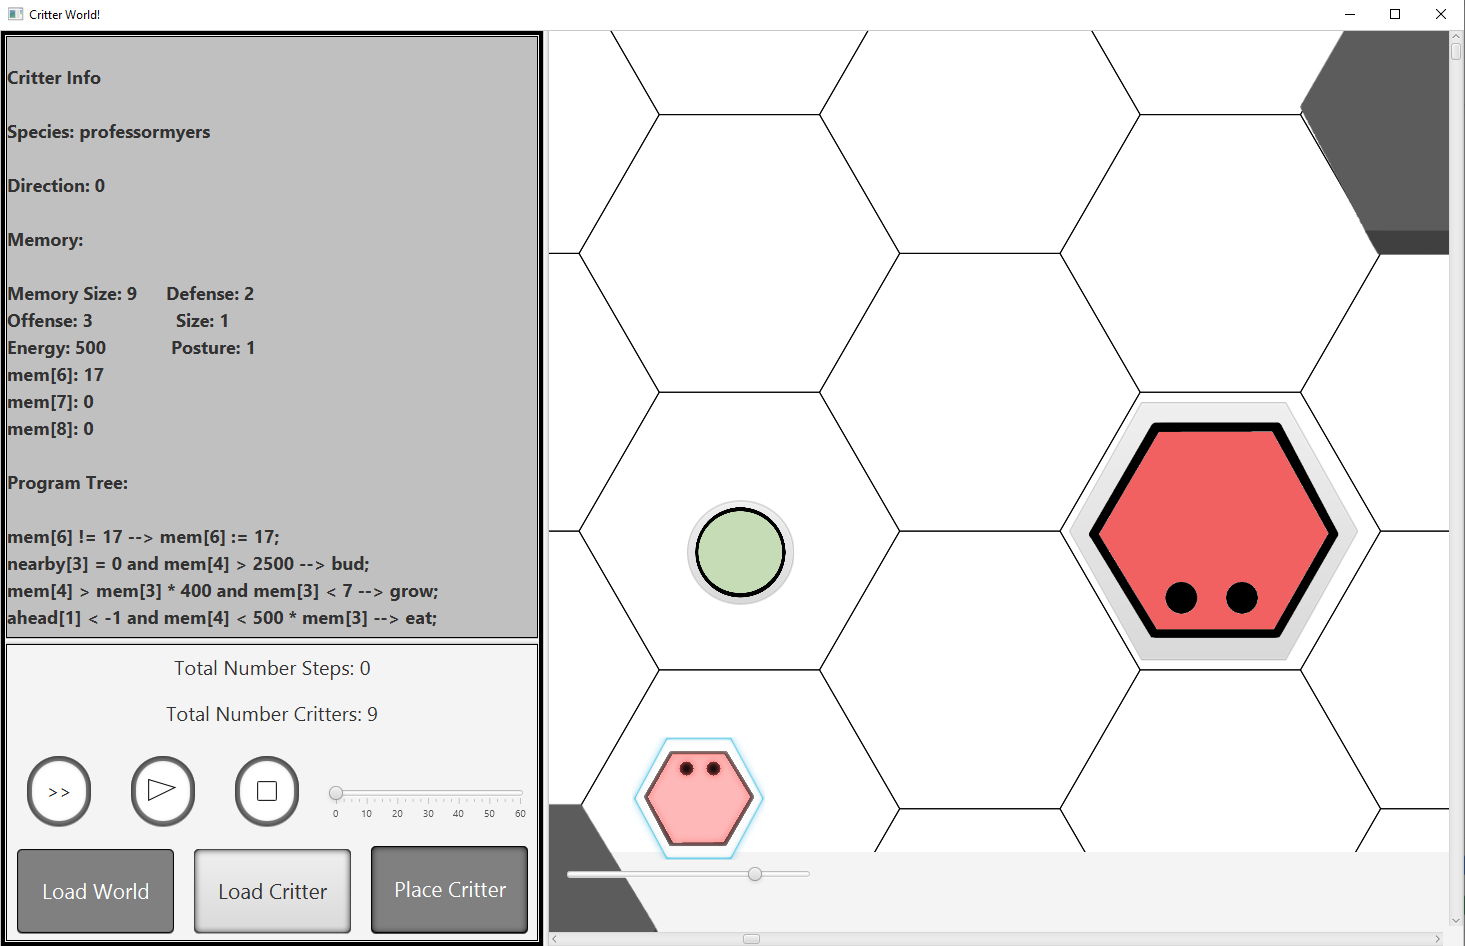 Critter World!
Critter Info
Species: professormyers
Direction: 0
Memory:
Memory Size: 9 Defense: 2
Offense: 3 Size: 1
Energy: 500 Posture: 1
mem[6]: 17
mem[7]: 0
mem[8]: 0
Program Tree:
mem[6] != 17 --> mem[6] := 17;
nearby[3] = 0 and mem[4] > 2500 --> bud;
mem[4] > mem[3] * 400 and mem[3] < 7 --> grow;
ahead[1] < -1 and mem[4] < 500 * mem[3] --> eat;
Total Number Steps: 0
Total Number Critters: 9
>>
0 10 20 30 40 50 60
Load World Load Critter Place Critter